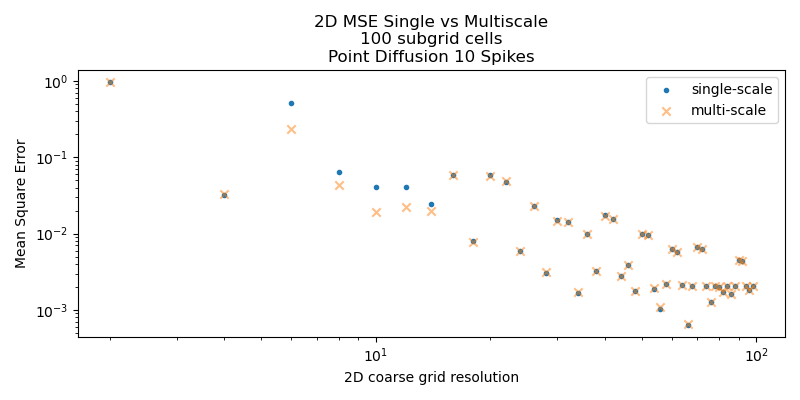 2D MSE Single vs Multiscale
100 subgrid cells
Point Diffusion 10 Spikes
single-scale
multi-scale
Mean Square Error
10⁰
10⁻¹
10⁻²
10⁻³
10¹
10²
2D coarse grid resolution